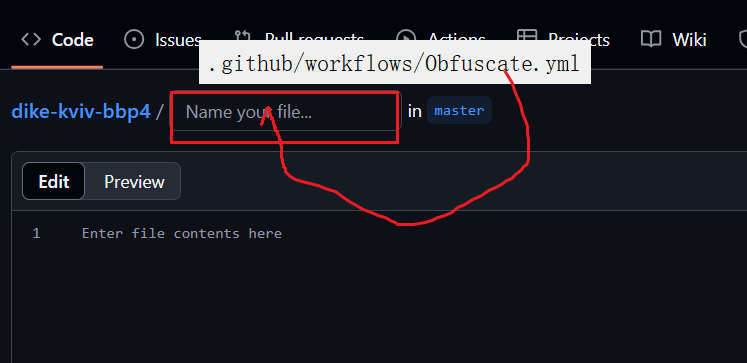 Code Issues Pull requests Actions Projects Wiki
.github/workflows/Obfuscate.yml
dike-kviv-bbp4 / Name your file... in master
Edit Preview
1 Enter file contents here